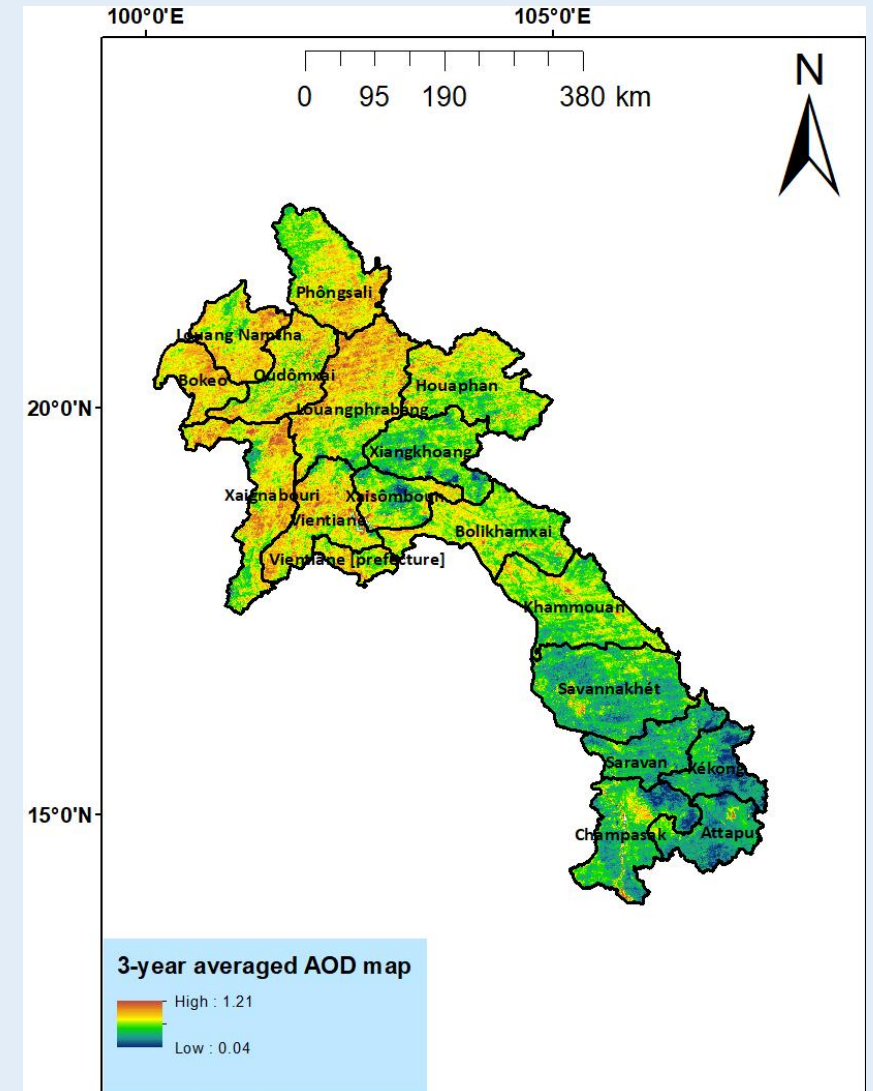 100°0'E 105°0'E
N
0 95 190 380 km
Phôngsali
Louang Namtha
Bokeo Oudômxai Houaphan
20°0'N
Louangphrabang
Xiangkhoang
Xaignabouri Xaisômboun
Vientiane
Bolikhamxai
Vientiane [prefecture]
Khammouan
Savannakhét
Saravan Xékong
15°0'N
Champasak Attapu
3-year averaged AOD map
High : 1.21
Low : 0.04